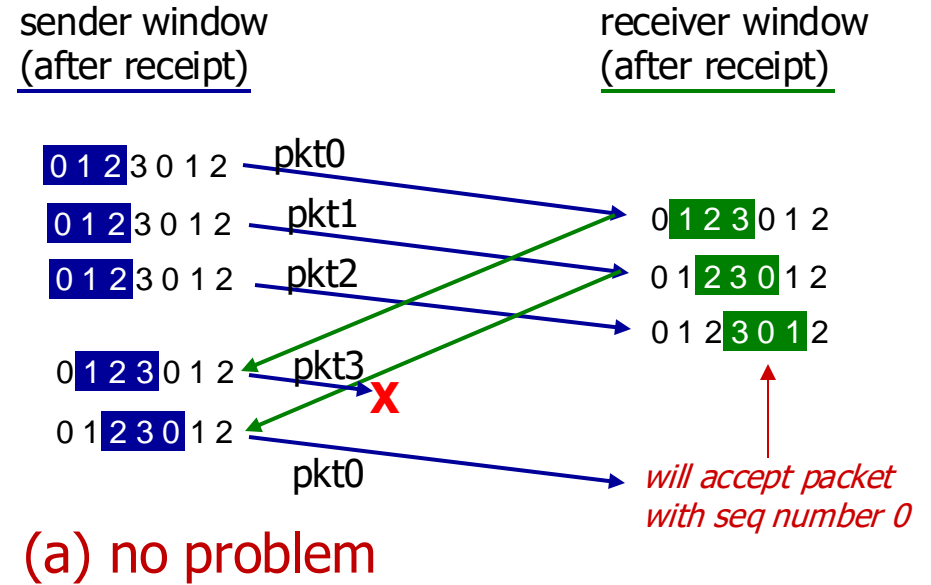 sender window
(after receipt)
receiver window
(after receipt)
0 1 2 3 0 1 2
pkt0
0 1 2 3 0 1 2
0 1 2 3 0 1 2
pkt1
0 1 2 3 0 1 2
pkt2
0 1 2 3 0 1 2
0 1 2 3 0 1 2
0 1 2 3 0 1 2
pkt3
X
0 1 2 3 0 1 2
pkt0
will accept packet
with seq number 0
(a) no problem